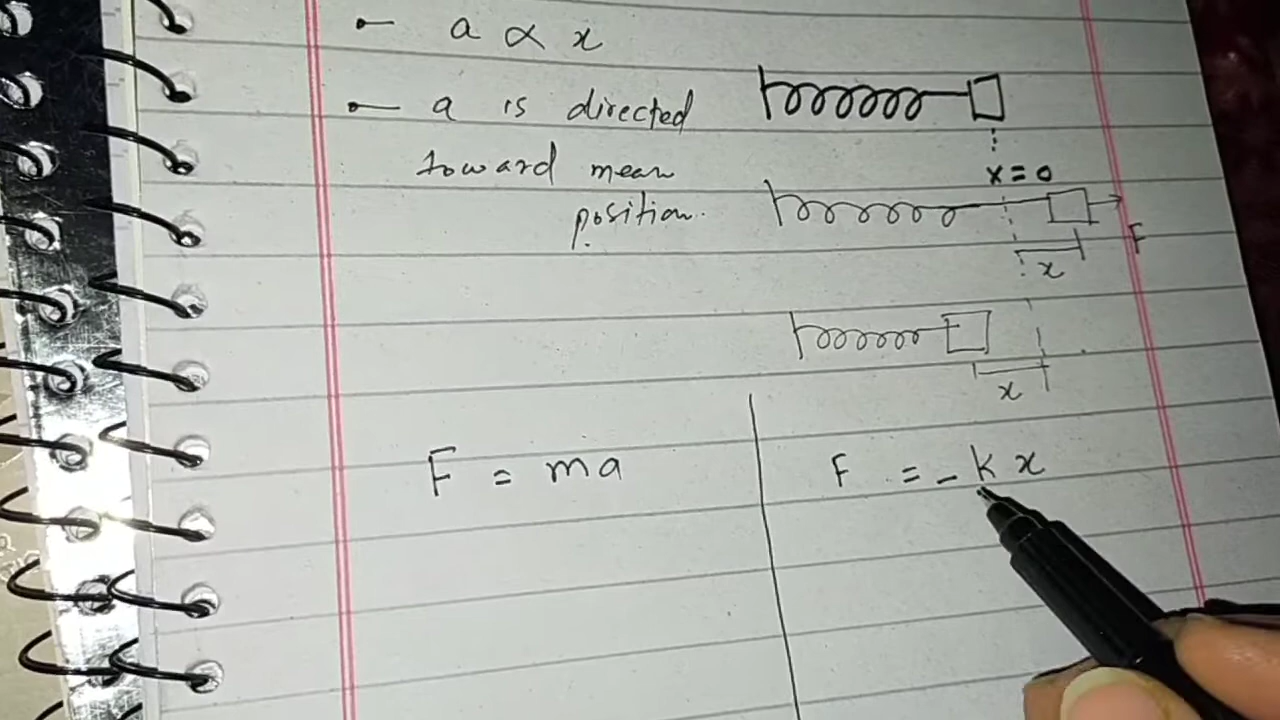 a ∝ x
a is directed
toward mean
position.
x = 0
F
x
x
F = ma
F = -kx